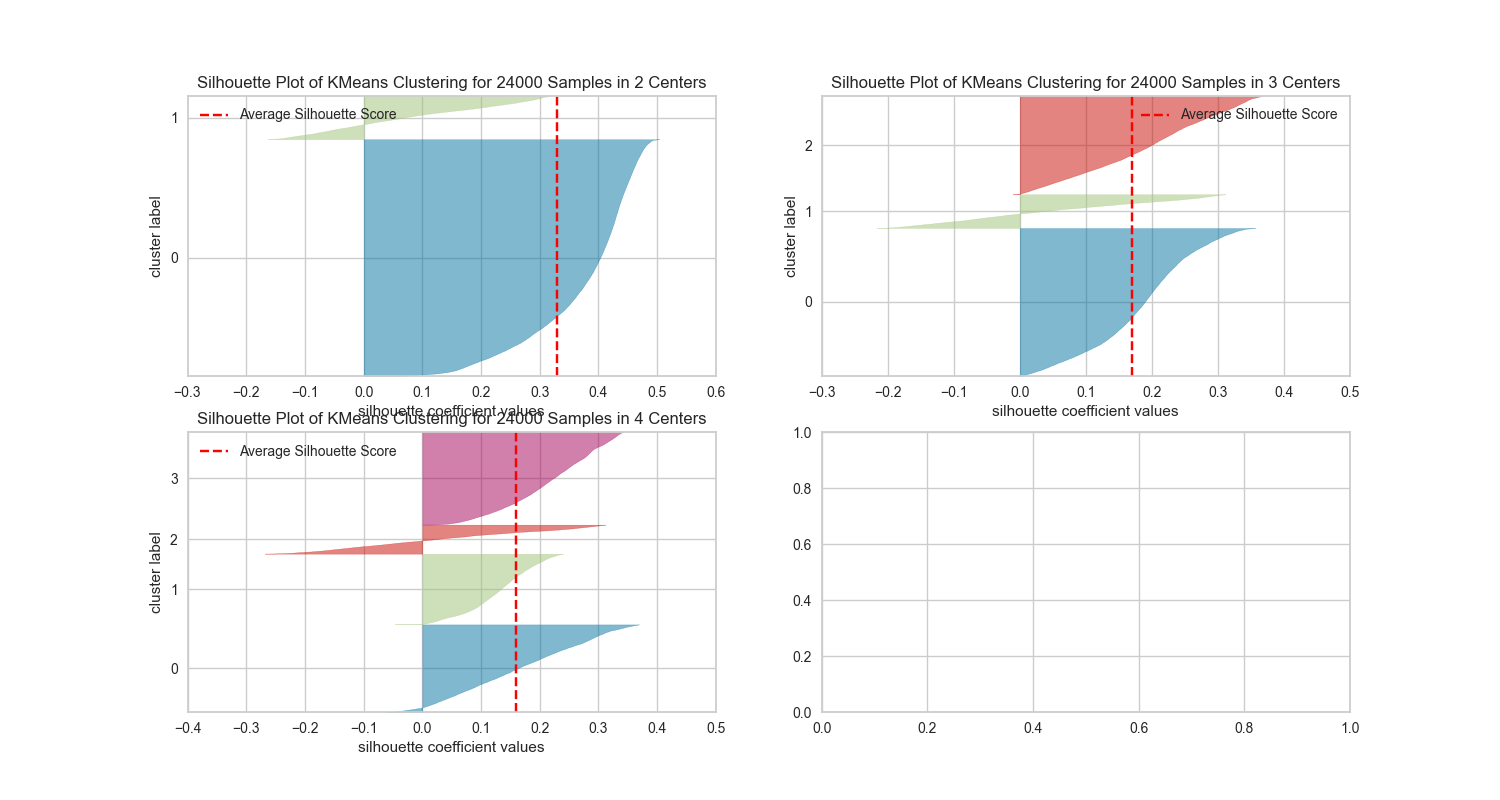 Silhouette Plot of KMeans Clustering for 24000 Samples in 2 Centers
Average Silhouette Score
1
0
cluster label
−0.3 −0.2 −0.1 0.0 0.1 0.2 0.3 0.4 0.5 0.6
silhouette coefficient values
Silhouette Plot of KMeans Clustering for 24000 Samples in 3 Centers
Average Silhouette Score
2
1
0
cluster label
−0.3 −0.2 −0.1 0.0 0.1 0.2 0.3 0.4 0.5
silhouette coefficient values
Silhouette Plot of KMeans Clustering for 24000 Samples in 4 Centers
Average Silhouette Score
3
2
1
0
cluster label
−0.4 −0.3 −0.2 −0.1 0.0 0.1 0.2 0.3 0.4 0.5
silhouette coefficient values
1.0
0.8
0.6
0.4
0.2
0.0
0.0 0.2 0.4 0.6 0.8 1.0